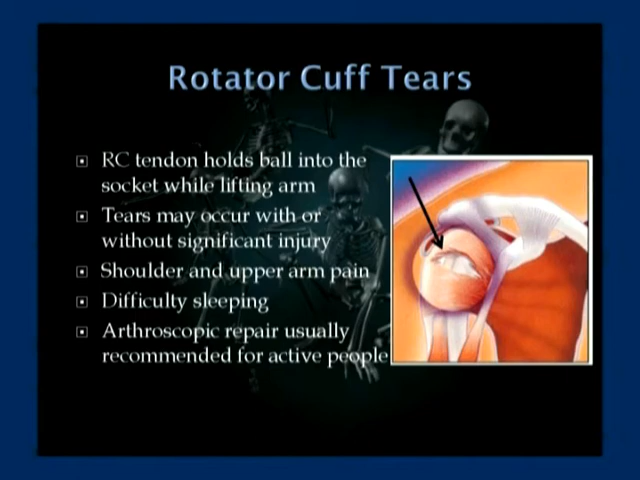 Rotator Cuff Tears
RC tendon holds ball into the
socket while lifting arm
Tears may occur with or
without significant injury
Shoulder and upper arm pain
Difficulty sleeping
Arthroscopic repair usually
recommended for active people